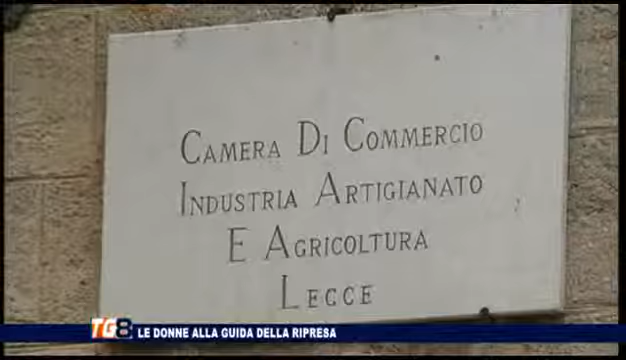 CAMERA DI COMMERCIO
INDUSTRIA ARTIGIANATO
E AGRICOLTURA
LECCE
TG8 LE DONNE ALLA GUIDA DELLA RIPRESA